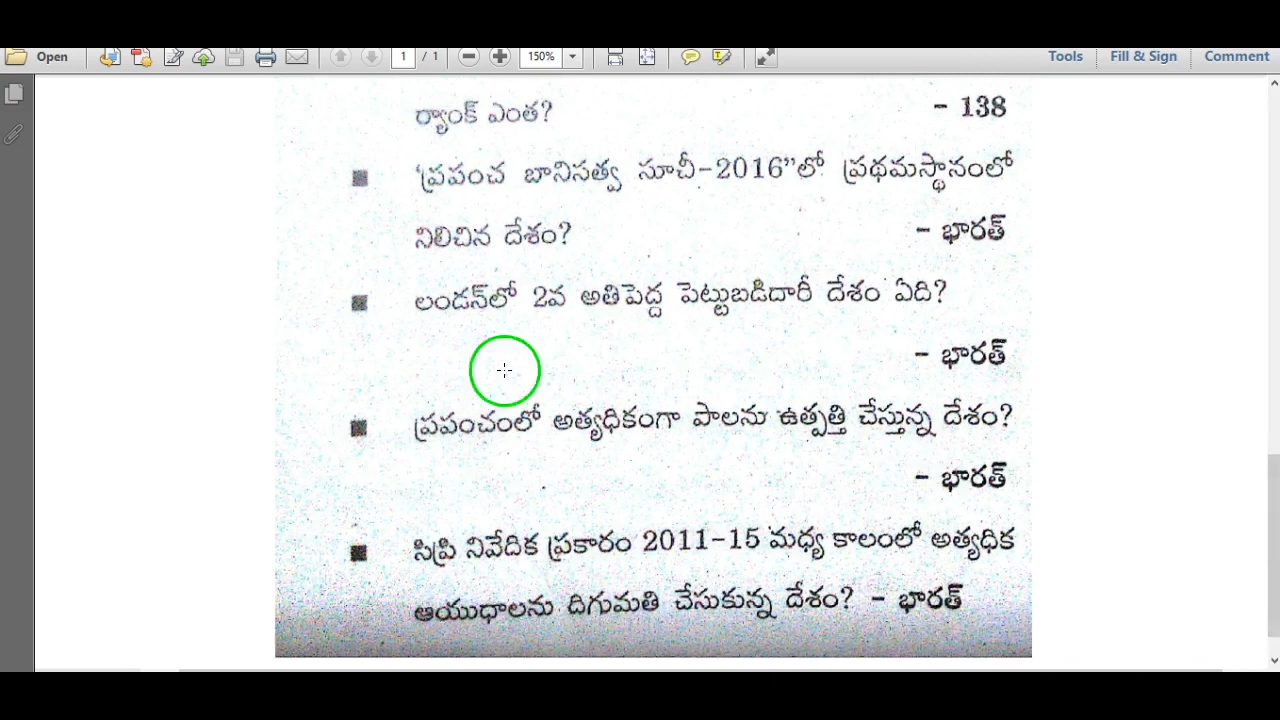 Open 1 / 1 150% Tools Fill & Sign Comment
ర్యాంక్ ఎంత? - 138
■ 'ప్రపంచ బానిసత్వ సూచీ-2016"లో ప్రథమస్థానంలో
నిలిచిన దేశం? - భారత్
■ లండన్‌లో 2వ అతిపెద్ద పెట్టుబడిదారీ దేశం ఏది?
- భారత్
■ ప్రపంచంలో అత్యధికంగా పాలను ఉత్పత్తి చేస్తున్న దేశం?
- భారత్
■ సిప్రి నివేదిక ప్రకారం 2011-15 మధ్య కాలంలో అత్యధిక
ఆయుధాలను దిగుమతి చేసుకున్న దేశం? - భారత్